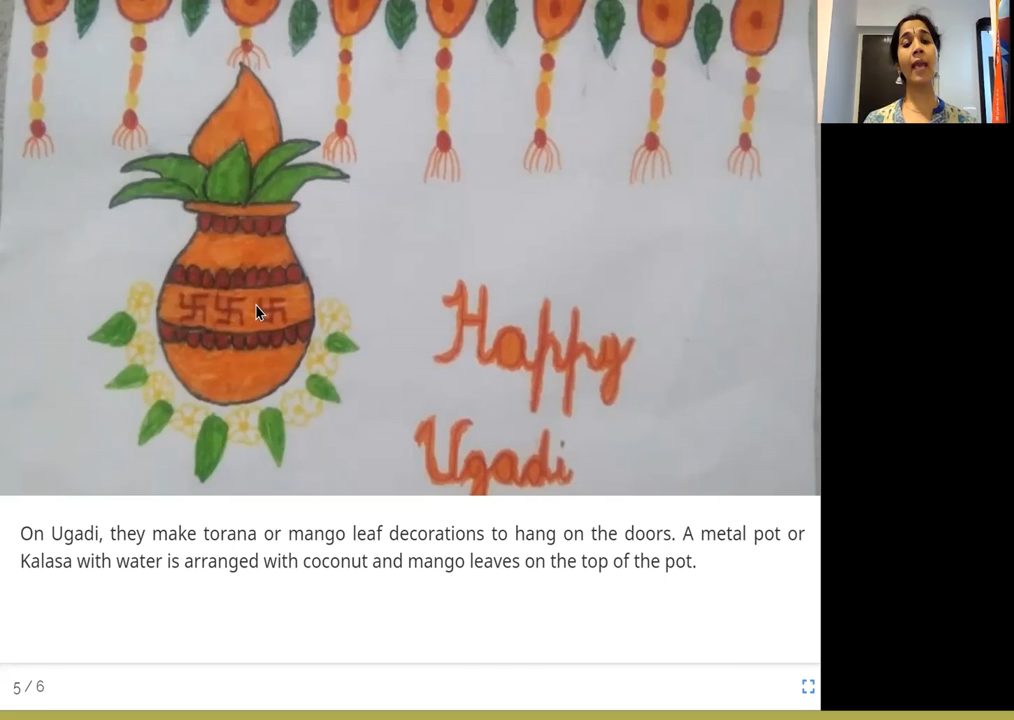 Happy
Ugadi
On Ugadi, they make torana or mango leaf decorations to hang on the doors. A metal pot or
Kalasa with water is arranged with coconut and mango leaves on the top of the pot.
5 / 6